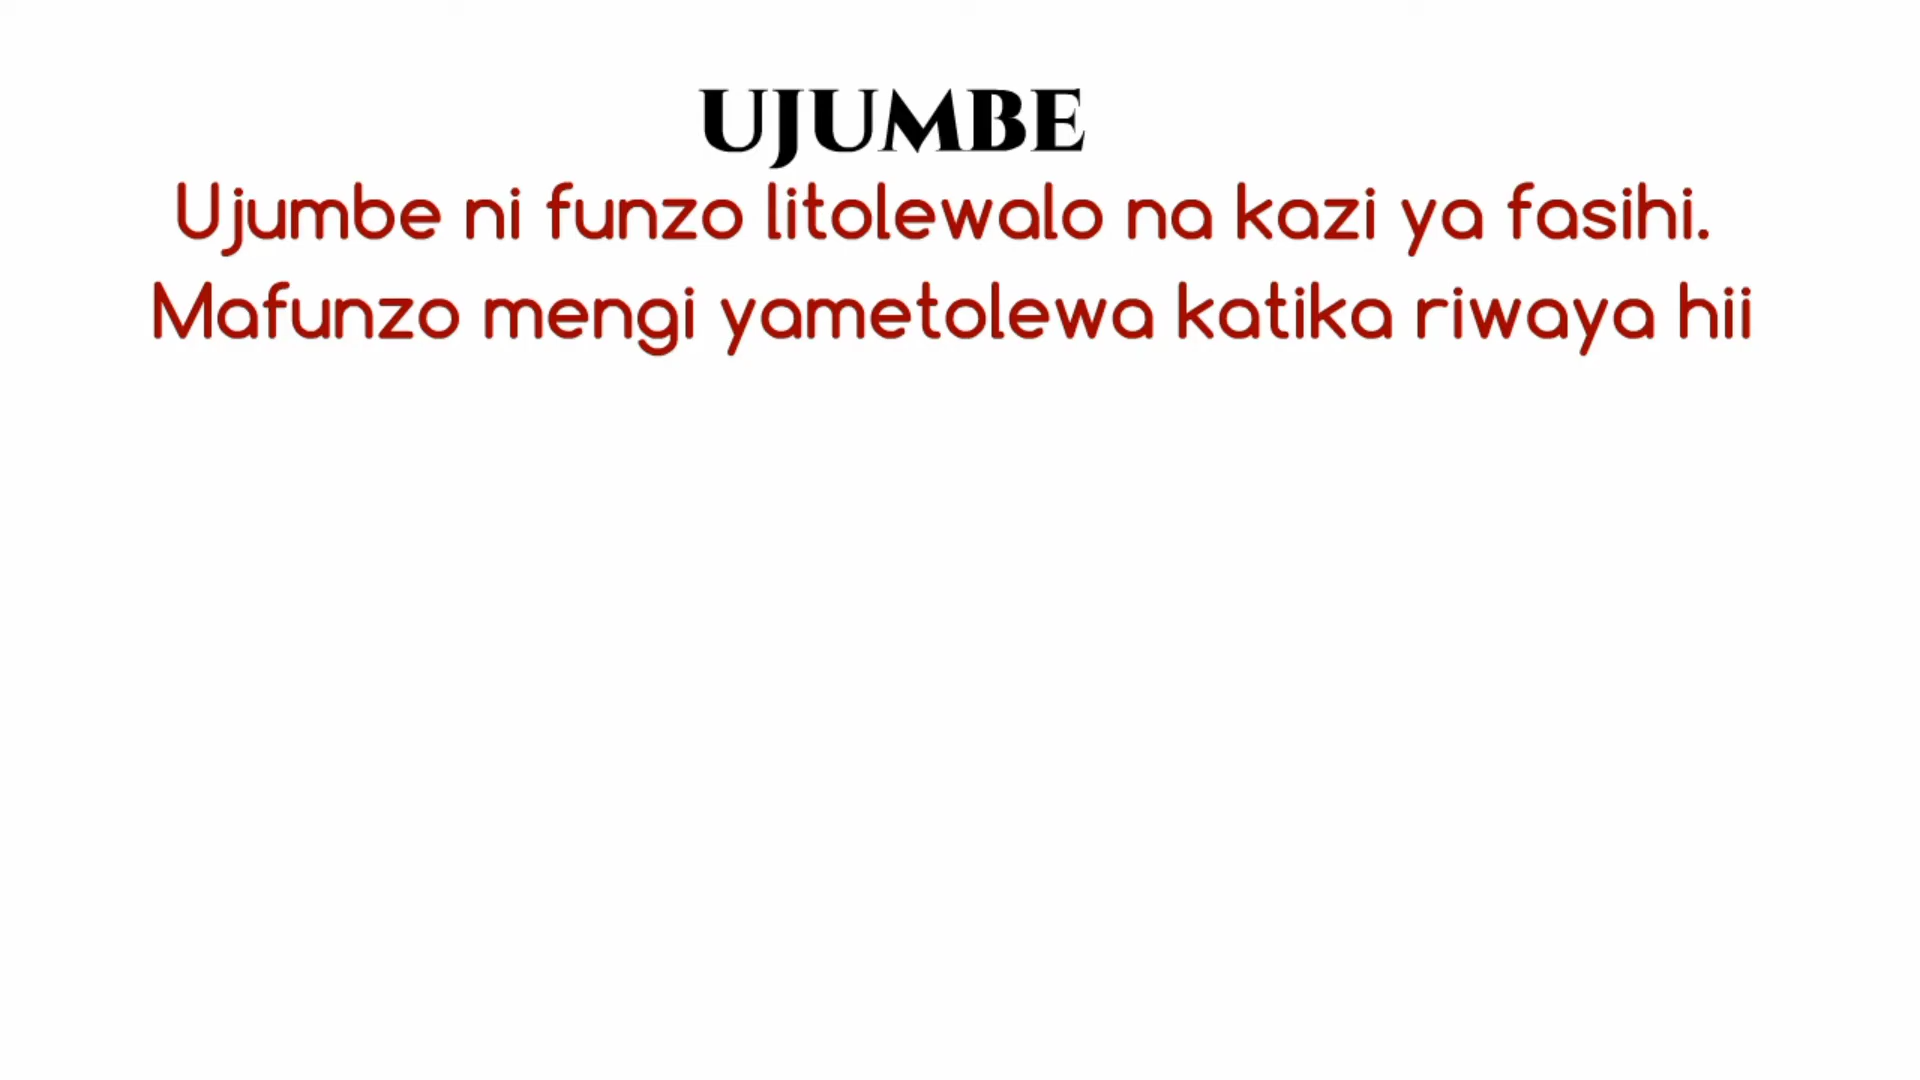 UJUMBE
Ujumbe ni funzo litolewalo na kazi ya fasihi.
Mafunzo mengi yametolewa katika riwaya hii